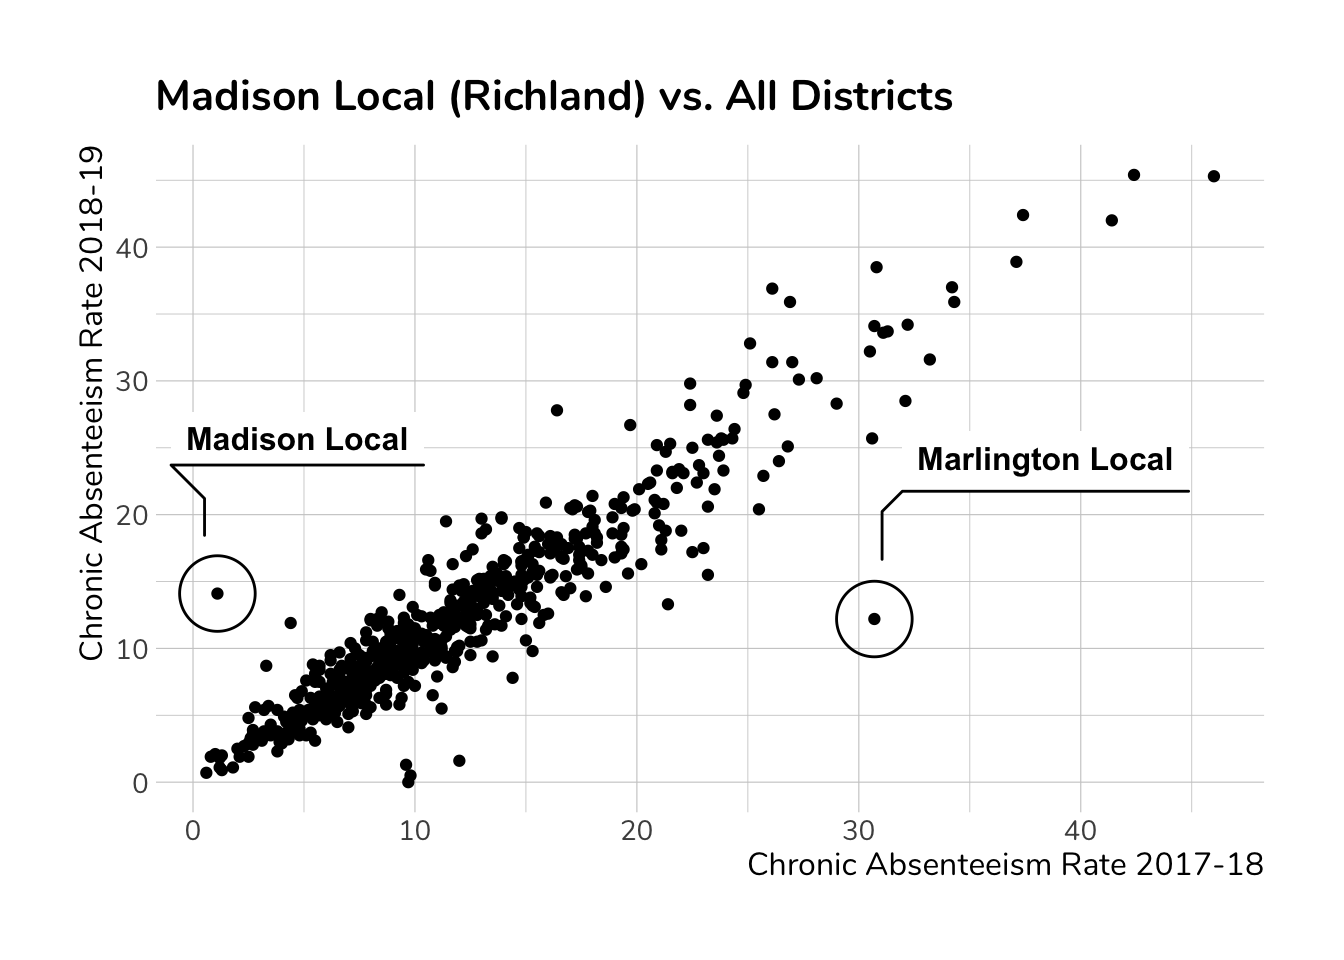 Madison Local (Richland) vs. All Districts
Chronic Absenteeism Rate 2018-19
40
30
20
10
0
Madison Local
Marlington Local
0 10 20 30 40
Chronic Absenteeism Rate 2017-18